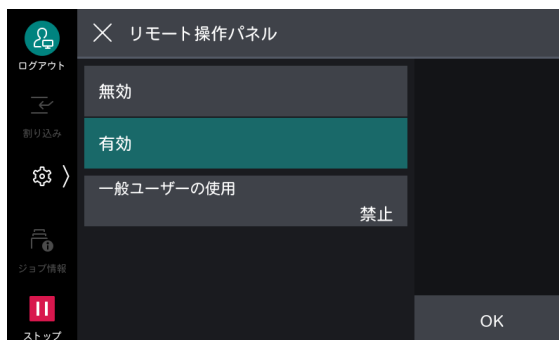 リモート操作パネル
ログアウト
無効
割り込み
有効
一般ユーザーの使用
禁止
ジョブ情報
OK
ストップ